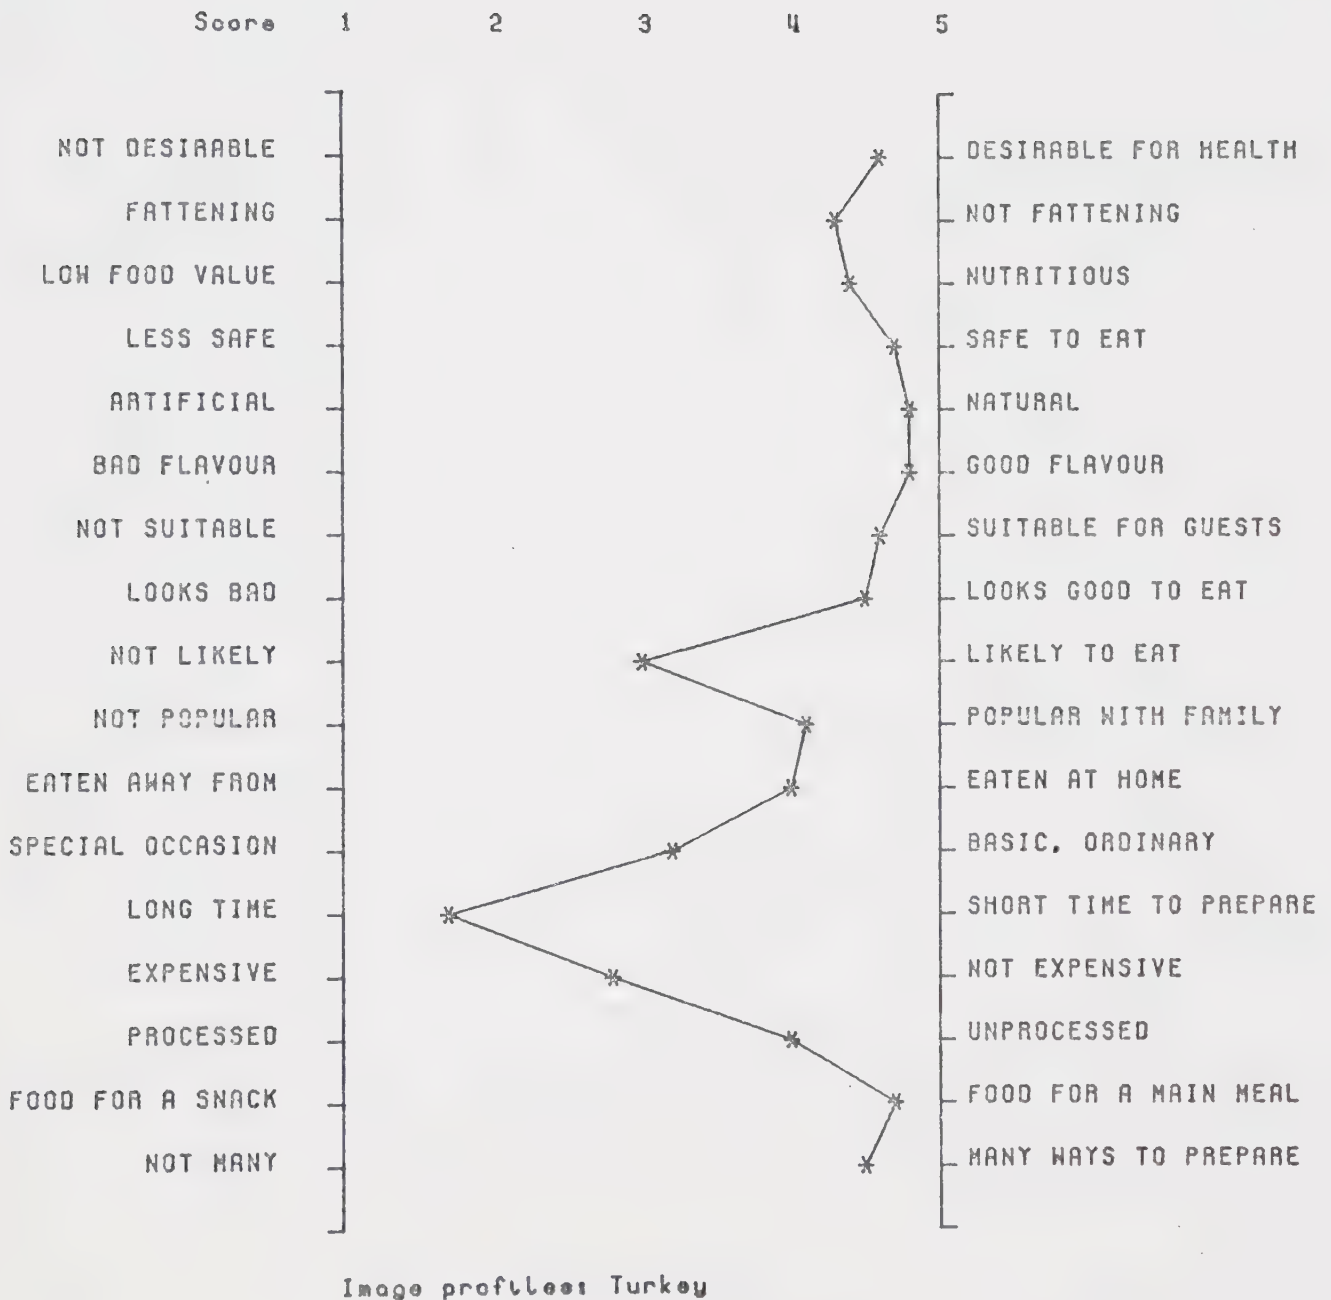 Score 1 2 3 4 5
NOT DESIRABLE DESIRABLE FOR HEALTH
FATTENING NOT FATTENING
LOW FOOD VALUE NUTRITIOUS
LESS SAFE SAFE TO EAT
ARTIFICIAL NATURAL
BAD FLAVOUR GOOD FLAVOUR
NOT SUITABLE SUITABLE FOR GUESTS
LOOKS BAD LOOKS GOOD TO EAT
NOT LIKELY LIKELY TO EAT
NOT POPULAR POPULAR WITH FAMILY
EATEN AWAY FROM EATEN AT HOME
SPECIAL OCCASION BASIC, ORDINARY
LONG TIME SHORT TIME TO PREPARE
EXPENSIVE NOT EXPENSIVE
PROCESSED UNPROCESSED
FOOD FOR A SNACK FOOD FOR A MAIN MEAL
NOT MANY MANY WAYS TO PREPARE
Image profiles: Turkey